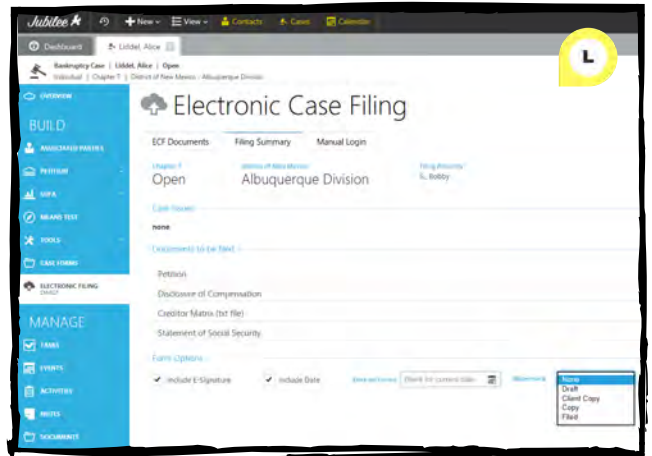 Jubilee New View Contacts Cases Calendar
Dashboard Liddel, Alice
L
Bankruptcy Case | Liddel, Alice | Open
Individual | Chapter 7 | District of New Mexico - Albuquerque Division
OVERVIEW
BUILD
ASSOCIATED PARTIES
PETITION
SOFA
MEANS TEST
TOOLS
CASE FORMS
ELECTRONIC FILING
CM/ECF
MANAGE
TASKS
EVENTS
ACTIVITIES
NOTES
DOCUMENTS
Electronic Case Filing
ECF Documents Filing Summary Manual Login
Chapter 7 District of New Mexico Filing Attorney
Open Albuquerque Division L, Bobby
Case Issues
none
Document to be filed
Petition
Disclosure of Compensation
Creditor Matrix (txt file)
Statement of Social Security
Form Options
Include E-Signature Include Date Blank for current date Watermark None
Draft
Client Copy
Copy
Filed